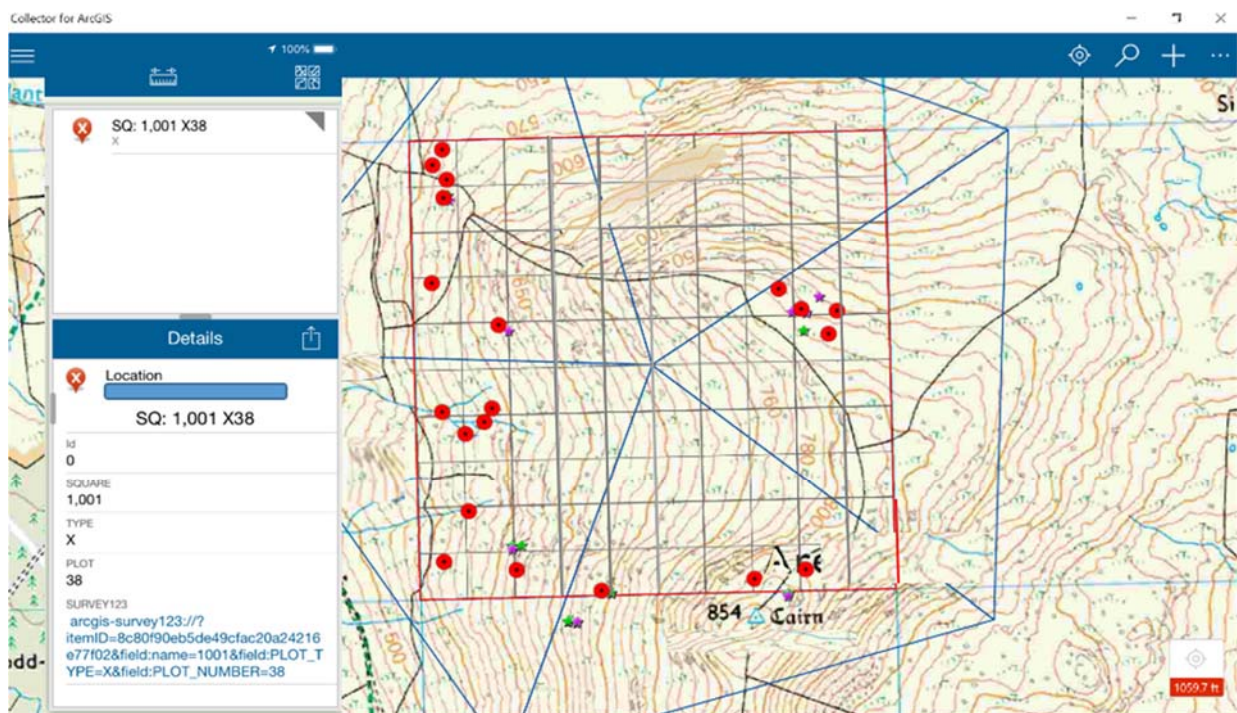 Collector for ArcGIS
100%
SQ: 1,001 X38
X
Details
Location
SQ: 1,001 X38
Id
0
SQUARE
1,001
TYPE
X
PLOT
38
SURVEY123
arcgis-survey123://?
itemID=8c80f90eb5de49cfac20a24216
e77f02&field:name=1001&field:PLOT_T
YPE=X&field:PLOT_NUMBER=38
570
600
760
780
800
854
Cairn
500
Si
1059.7 ft